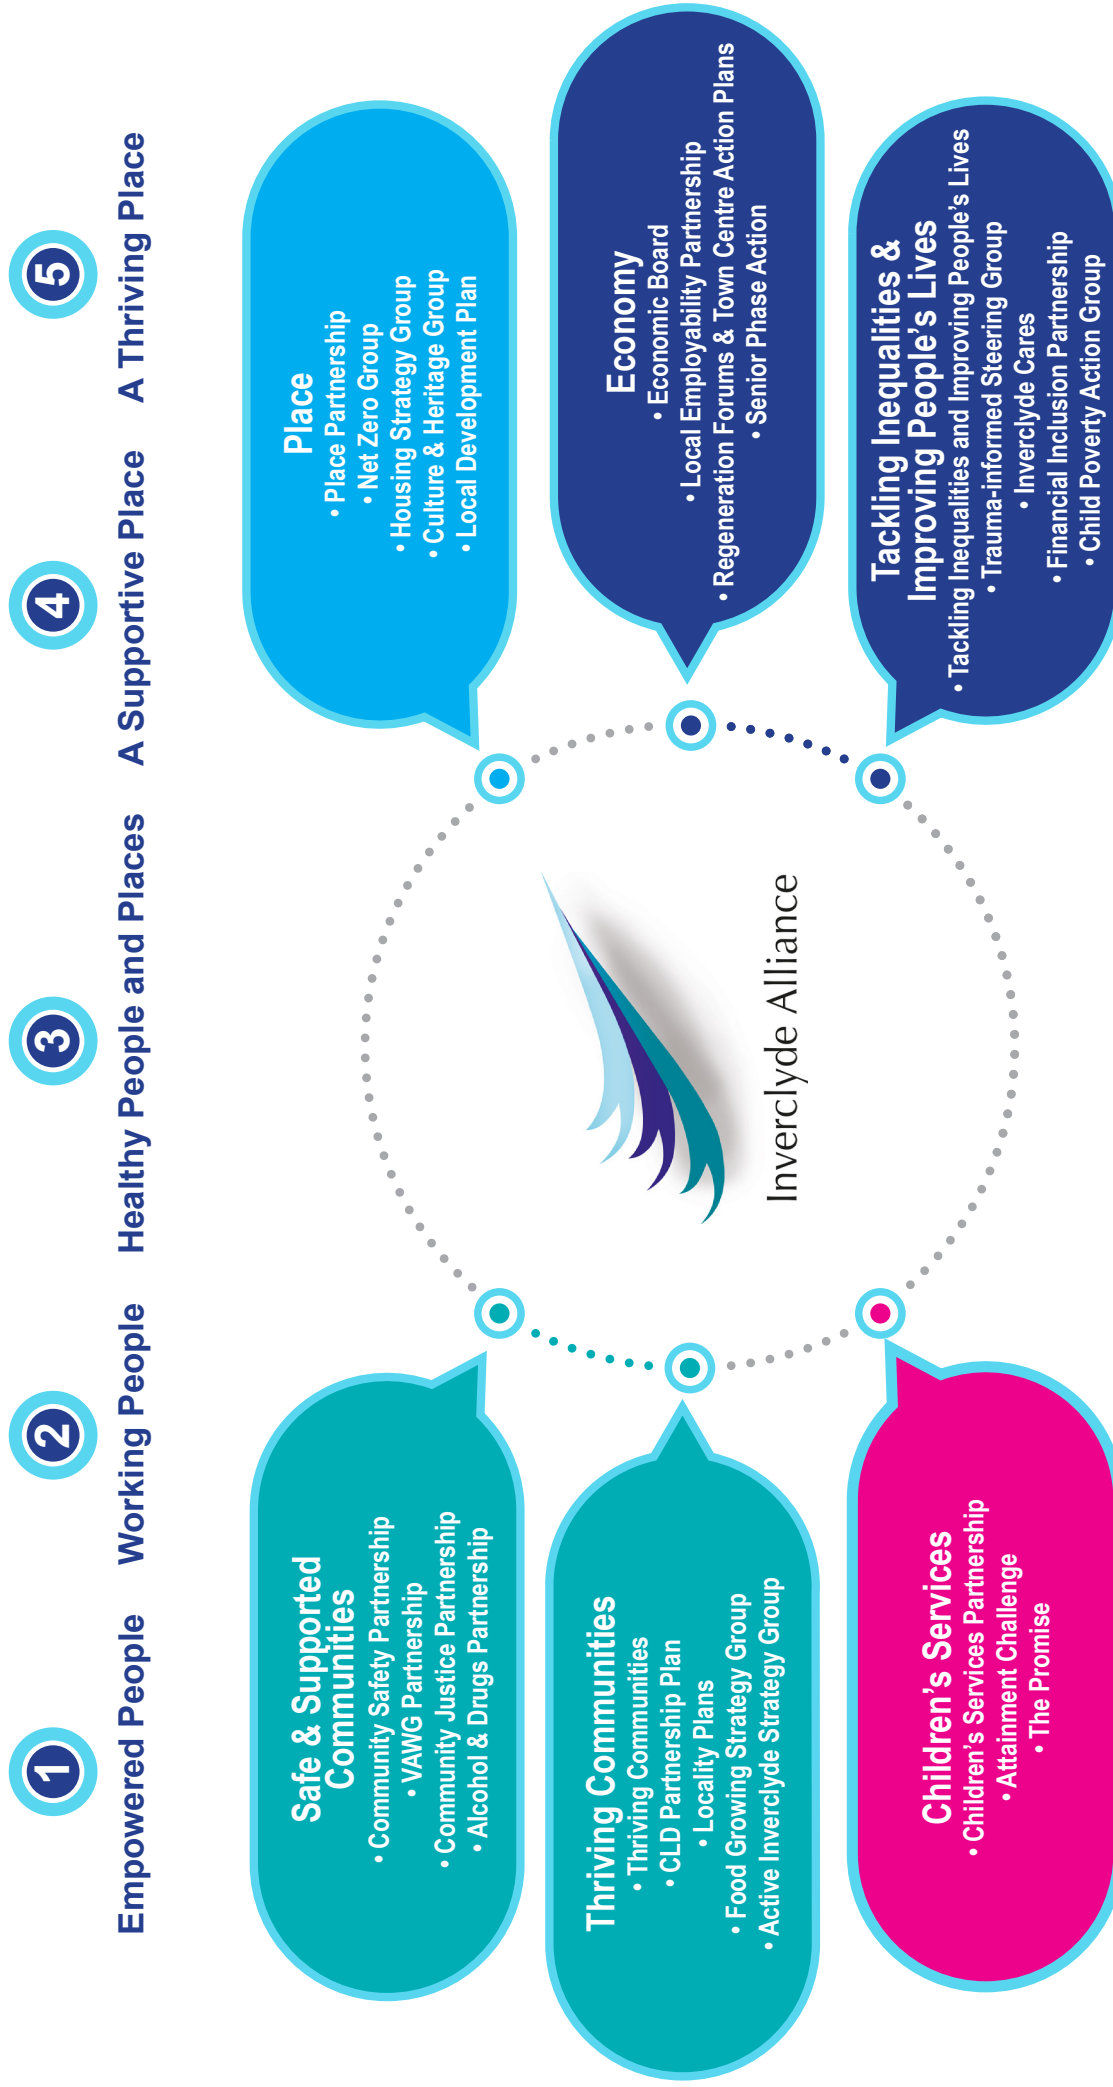 1
Empowered People
2
Working People
3
Healthy People and Places
4
A Supportive Place
5
A Thriving Place
Safe & Supported
Communities
• Community Safety Partnership
• VAWG Partnership
• Community Justice Partnership
• Alcohol & Drugs Partnership
Thriving Communities
• Thriving Communities
• CLD Partnership Plan
• Locality Plans
• Food Growing Strategy Group
• Active Inverclyde Strategy Group
Children's Services
• Children's Services Partnership
• Attainment Challenge
• The Promise
Inverclyde Alliance
Place
• Place Partnership
• Net Zero Group
• Housing Strategy Group
• Culture & Heritage Group
• Local Development Plan
Economy
• Economic Board
• Local Employability Partnership
• Regeneration Forums & Town Centre Action Plans
• Senior Phase Action
Tackling Inequalities &
Improving People's Lives
• Tackling Inequalities and Improving People's Lives
• Trauma-informed Steering Group
• Inverclyde Cares
• Financial Inclusion Partnership
• Child Poverty Action Group